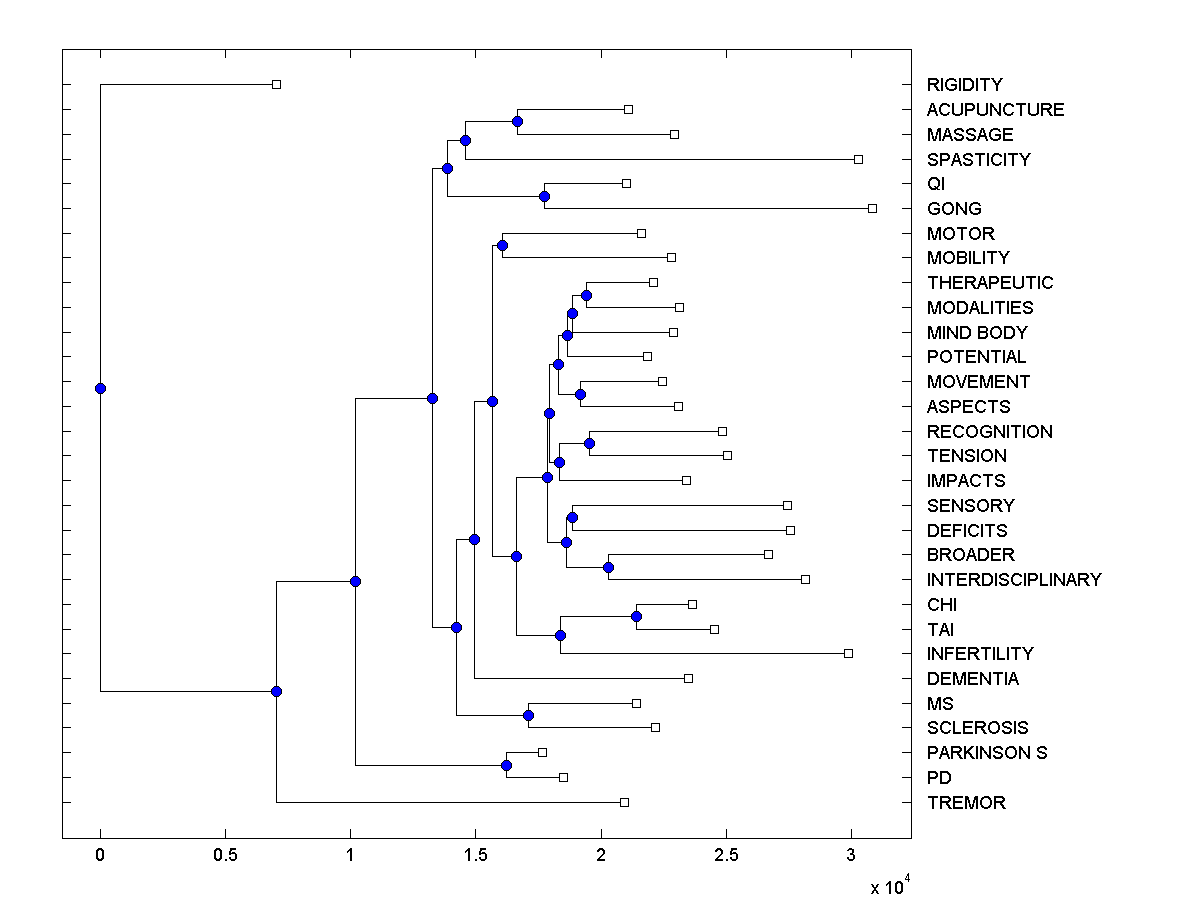 RIGIDITY
ACUPUNCTURE
MASSAGE
SPASTICITY
QI
GONG
MOTOR
MOBILITY
THERAPEUTIC
MODALITIES
MIND BODY
POTENTIAL
MOVEMENT
ASPECTS
RECOGNITION
TENSION
IMPACTS
SENSORY
DEFICITS
BROADER
INTERDISCIPLINARY
CHI
TAI
INFERTILITY
DEMENTIA
MS
SCLEROSIS
PARKINSON S
PD
TREMOR
0 0.5 1 1.5 2 2.5 3
x 10^4